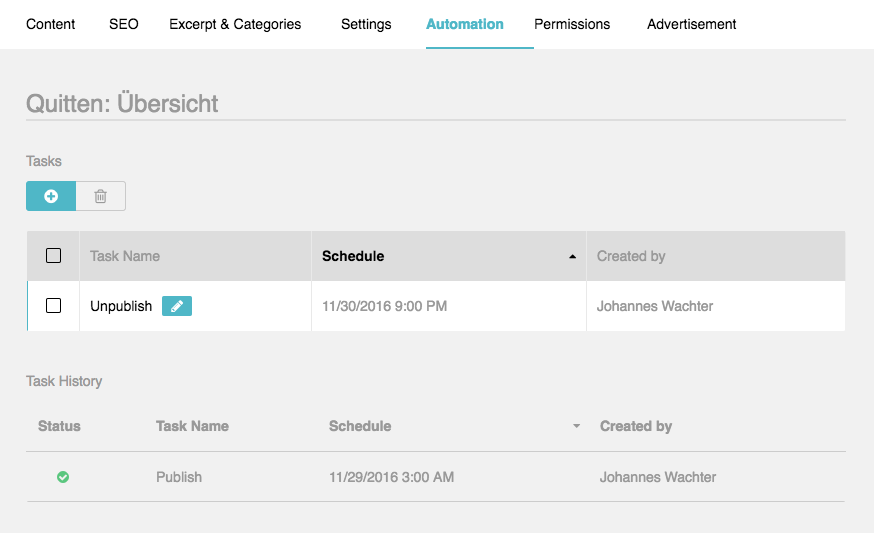 Content SEO Excerpt & Categories Settings Automation Permissions Advertisement
Quitten: Übersicht
Tasks
Task Name Schedule Created by
Unpublish 11/30/2016 9:00 PM Johannes Wachter
Task History
Status Task Name Schedule Created by
Publish 11/29/2016 3:00 AM Johannes Wachter